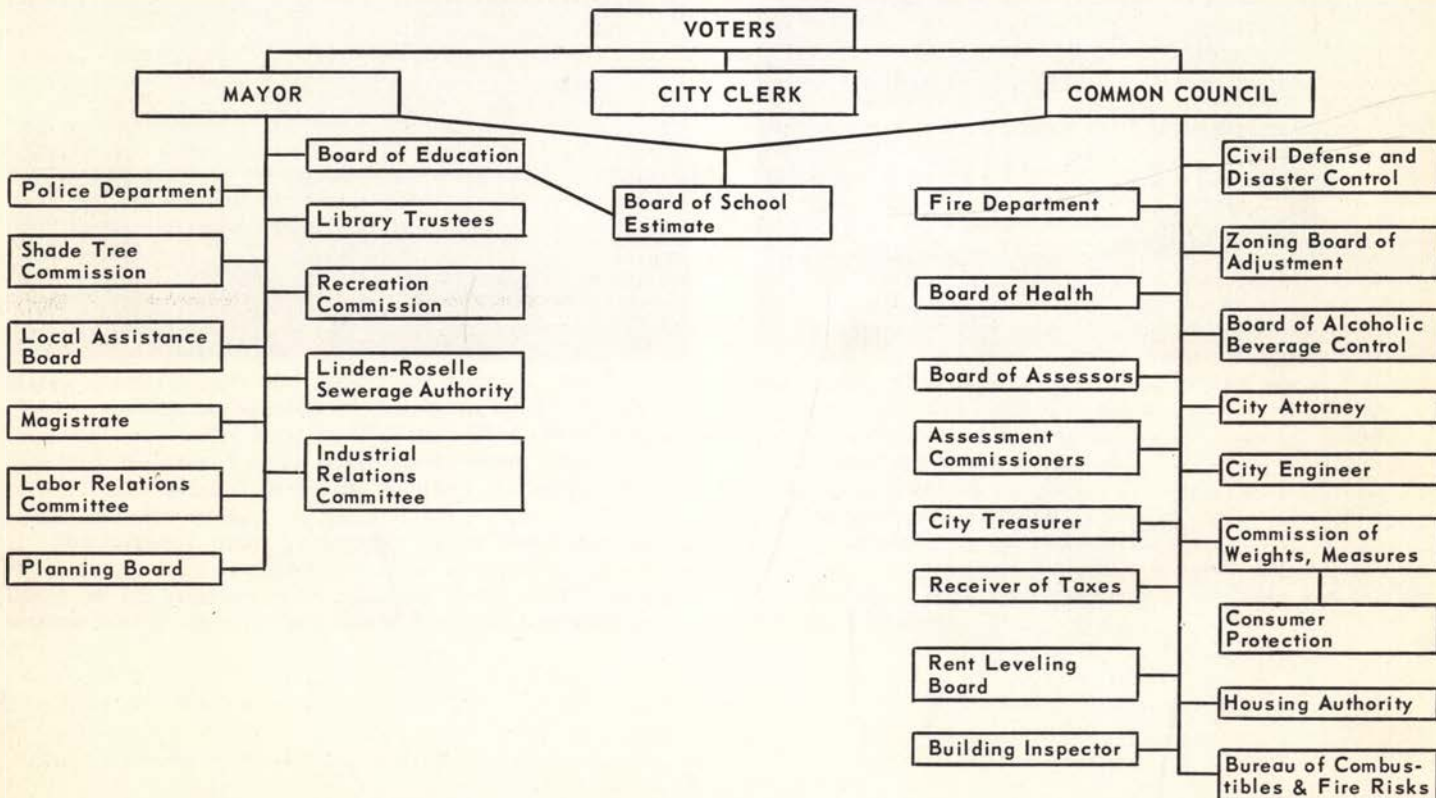 VOTERS
MAYOR
CITY CLERK
COMMON COUNCIL
Board of Education
Police Department
Library Trustees
Shade Tree
Commission
Recreation
Commission
Local Assistance
Board
Linden-Roselle
Sewerage Authority
Magistrate
Industrial
Relations
Committee
Labor Relations
Committee
Planning Board
Board of School
Estimate
Civil Defense and
Disaster Control
Fire Department
Zoning Board of
Adjustment
Board of Health
Board of Alcoholic
Beverage Control
Board of Assessors
City Attorney
Assessment
Commissioners
City Engineer
City Treasurer
Commission of
Weights, Measures
Receiver of Taxes
Consumer
Protection
Rent Leveling
Board
Housing Authority
Building Inspector
Bureau of Combus-
tibles & Fire Risks